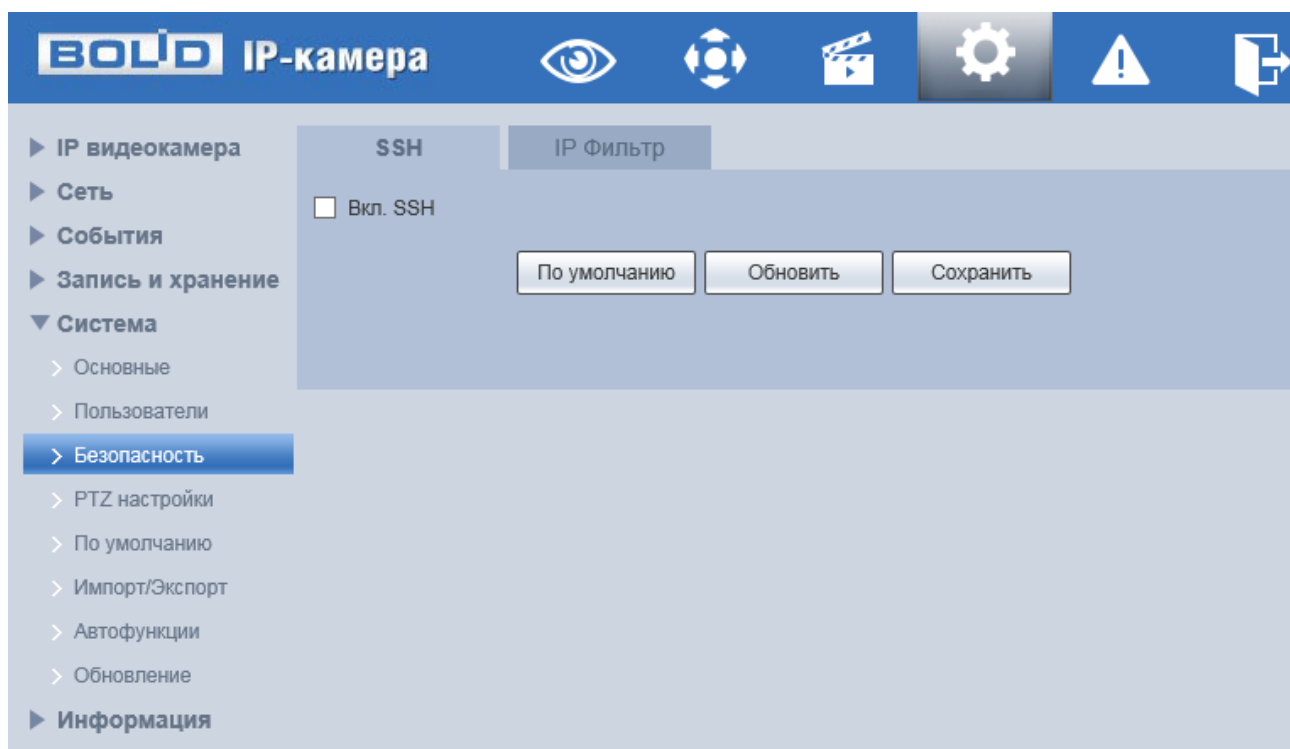 BOLID IP-камера
SSH
IP Фильтр
Вкл. SSH
По умолчанию
Обновить
Сохранить
IP видеокамера
Сеть
События
Запись и хранение
Система
Основные
Пользователи
Безопасность
PTZ настройки
По умолчанию
Импорт/Экспорт
Автофункции
Обновление
Информация